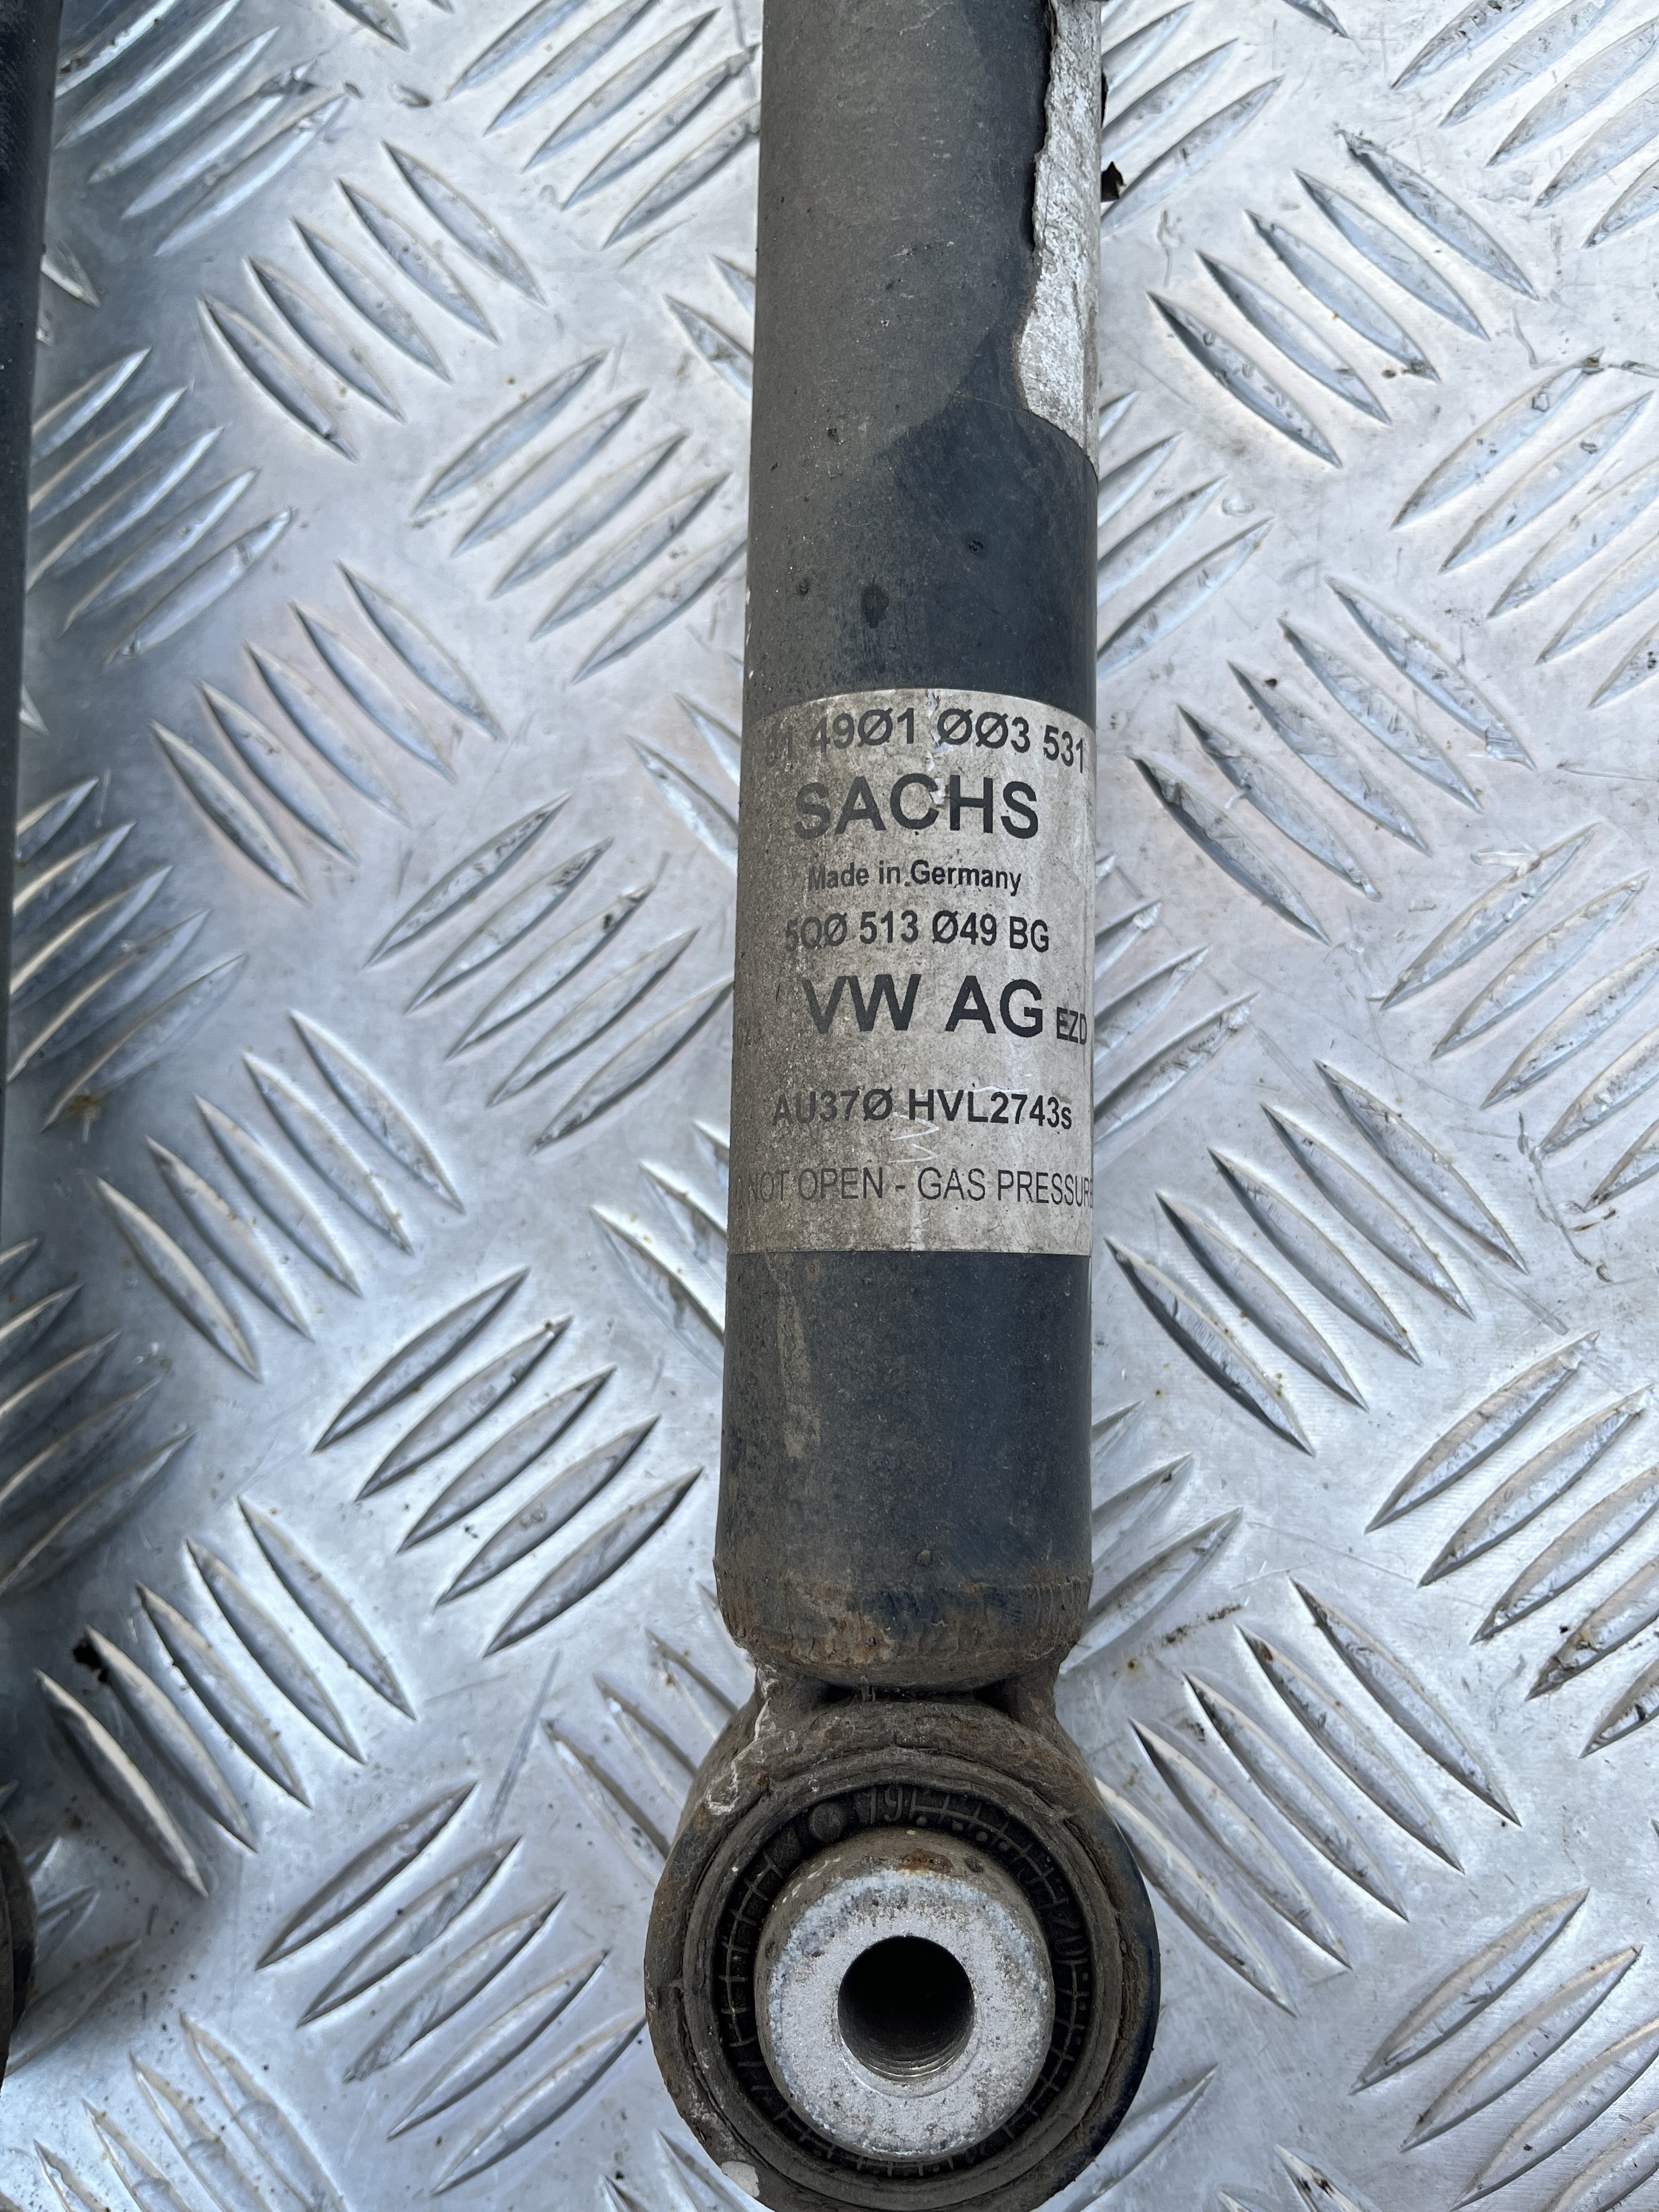 49Ø1 ØØ3 531
SACHS
Made in Germany
5QØ 513 Ø49 BG
VW AG EZD
AU37Ø HVL2743s
NOT OPEN - GAS PRESSURE
19